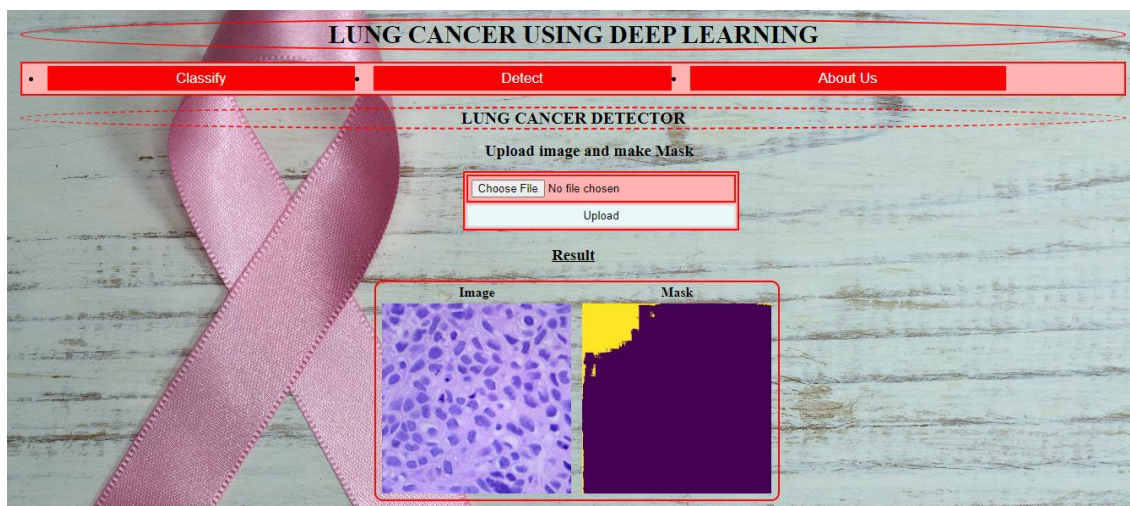 LUNG CANCER USING DEEP LEARNING
Classify Detect About Us
LUNG CANCER DETECTOR
Upload image and make Mask
Choose File No file chosen
Upload
Result
Image Mask